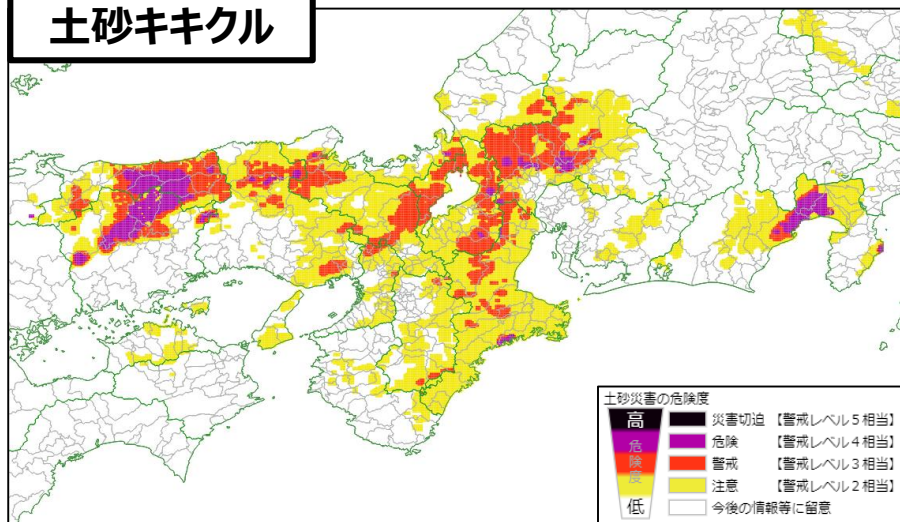 土砂キキクル
土砂災害の危険度
高
危険度
低
災害切迫 【警戒レベル5相当】
危険 【警戒レベル4相当】
警戒 【警戒レベル3相当】
注意 【警戒レベル2相当】
今後の情報等に留意